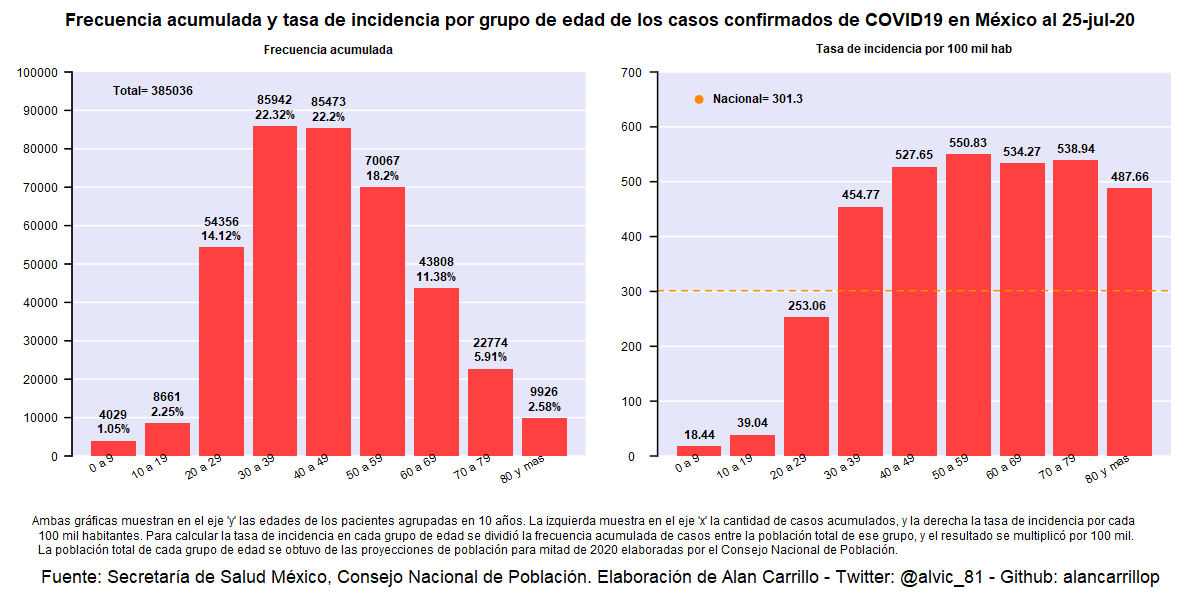 Frecuencia acumulada y tasa de incidencia por grupo de edad de los casos confirmados de COVID19 en México al 25-jul-20
Frecuencia acumulada
100000
90000
80000
70000
60000
50000
40000
30000
20000
10000
0
Total= 385036
4029
1.05%
8661
2.25%
54356
14.12%
85942
22.32%
85473
22.2%
70067
18.2%
43808
11.38%
22774
5.91%
9926
2.58%
0 a 9
10 a 19
20 a 29
30 a 39
40 a 49
50 a 59
60 a 69
70 a 79
80 y mas
Tasa de incidencia por 100 mil hab
700
600
500
400
300
200
100
0
Nacional= 301.3
18.44
39.04
253.06
454.77
527.65
550.83
534.27
538.94
487.66
0 a 9
10 a 19
20 a 29
30 a 39
40 a 49
50 a 59
60 a 69
70 a 79
80 y mas
Ambas gráficas muestran en el eje 'y' las edades de los pacientes agrupadas en 10 años. La izquierda muestra en el eje 'x' la cantidad de casos acumulados, y la derecha la tasa de incidencia por cada
100 mil habitantes. Para calcular la tasa de incidencia en cada grupo de edad se dividió la frecuencia acumulada de casos entre la población total de ese grupo, y el resultado se multiplicó por 100 mil.
La población total de cada grupo de edad se obtuvo de las proyecciones de población para mitad de 2020 elaboradas por el Consejo Nacional de Población.
Fuente: Secretaría de Salud México, Consejo Nacional de Población. Elaboración de Alan Carrillo - Twitter: @alvic_81 - Github: alancarrillop